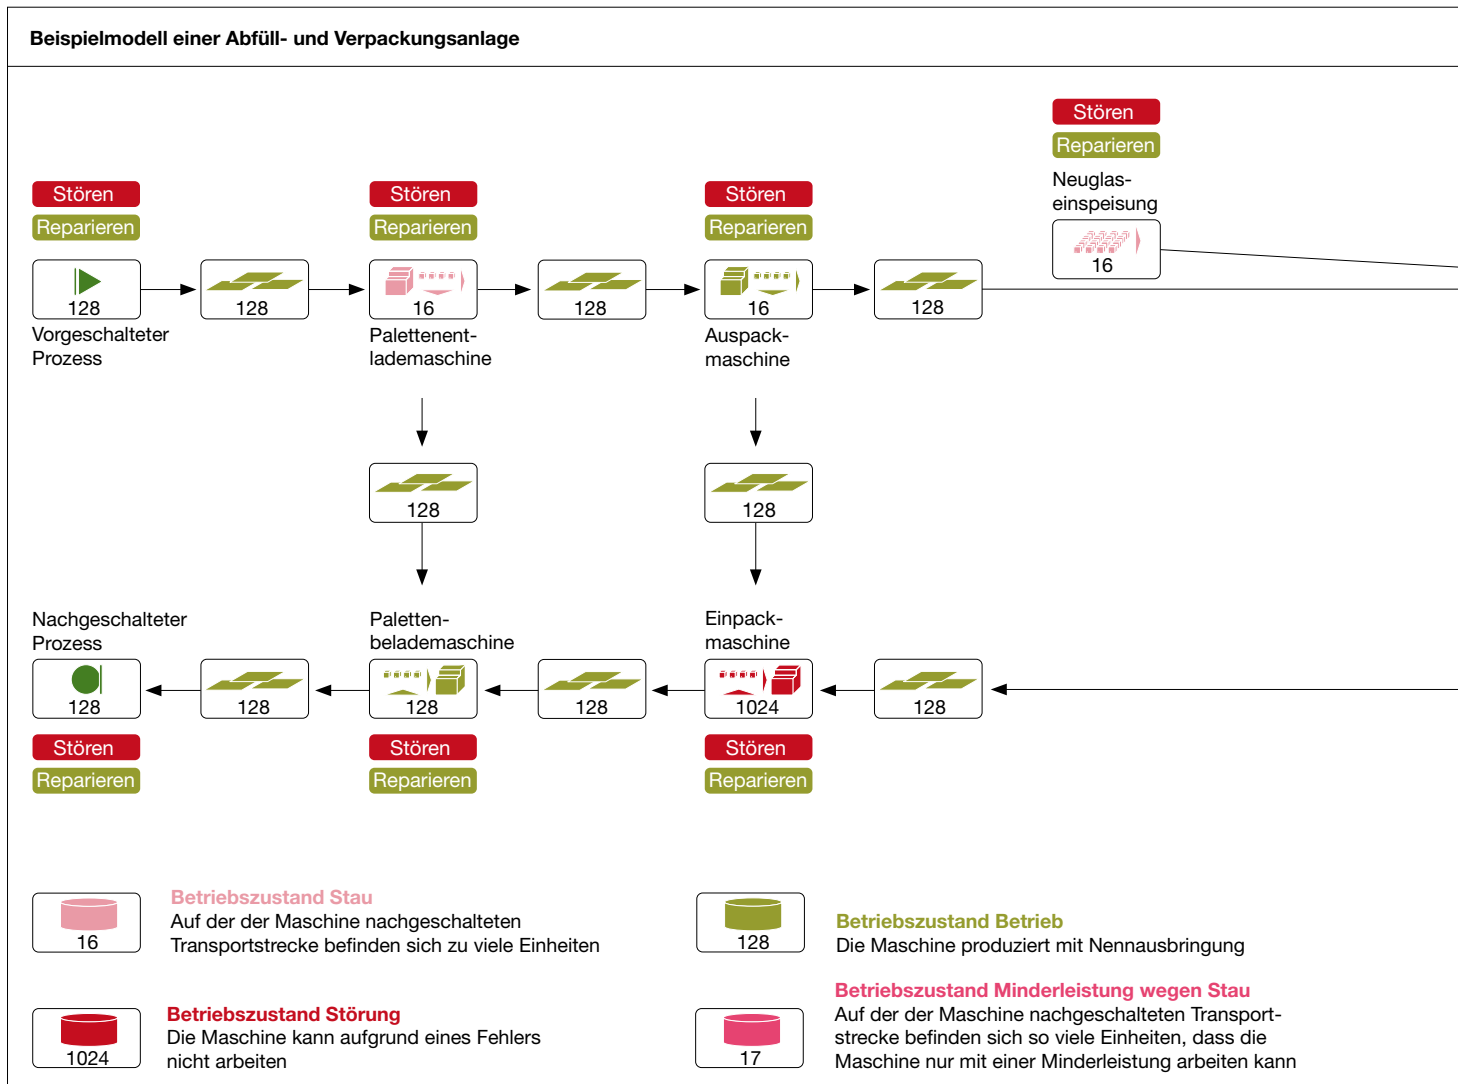 Beispielmodell einer Abfüll- und Verpackungsanlage
Stören
Reparieren
Neuglas-
einspeisung
16
Stören
Reparieren
128
Vorgeschalteter
Prozess
128
Stören
Reparieren
16
Palettenent-
lademaschine
128
Stören
Reparieren
16
Auspack-
maschine
128
128
128
Nachgeschalteter
Prozess
128
Stören
Reparieren
128
Paletten-
belademaschine
128
Stören
Reparieren
128
Einpack-
maschine
1024
Stören
Reparieren
128
16
Betriebszustand Stau
Auf der der Maschine nachgeschalteten
Transportstrecke befinden sich zu viele Einheiten
128
Betriebszustand Betrieb
Die Maschine produziert mit Nennausbringung
1024
Betriebszustand Störung
Die Maschine kann aufgrund eines Fehlers
nicht arbeiten
17
Betriebszustand Minderleistung wegen Stau
Auf der der Maschine nachgeschalteten Transport-
strecke befinden sich so viele Einheiten, dass die
Maschine nur mit einer Minderleistung arbeiten kann